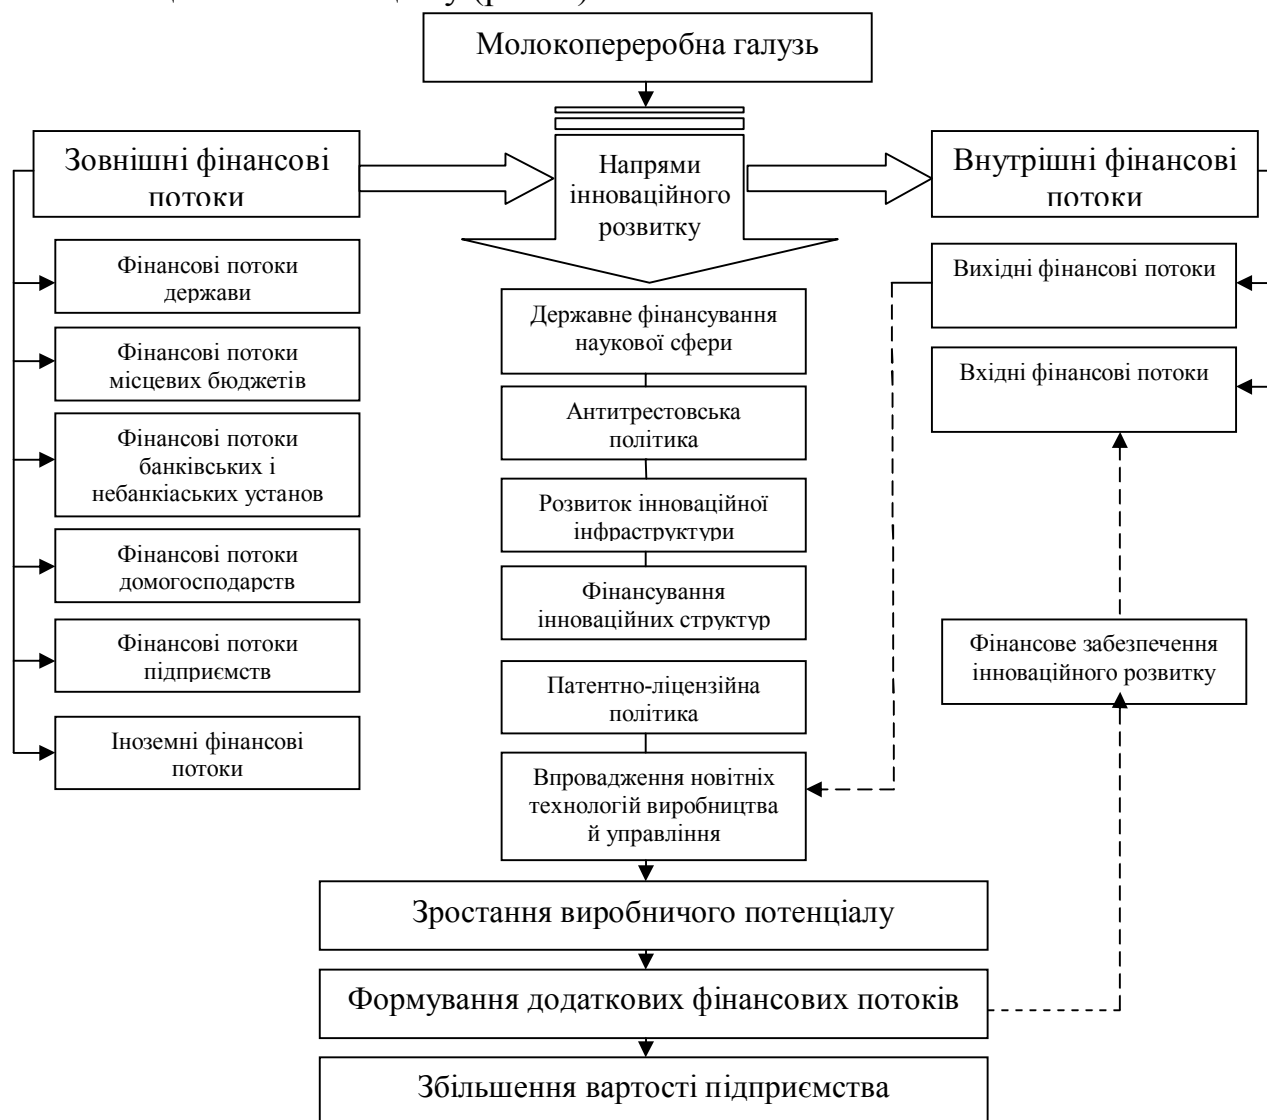 Молокопереробна галузь
Зовнішні фінансові
потоки
Напрями
інноваційного
розвитку
Внутрішні фінансові
потоки
Фінансові потоки
держави
Фінансові потоки
місцевих бюджетів
Фінансові потоки
банківських і
небанкіаських установ
Фінансові потоки
домогосподарств
Фінансові потоки
підприємств
Іноземні фінансові
потоки
Державне фінансування
наукової сфери
Антитрестовська
політика
Розвиток інноваційної
інфраструктури
Фінансування
інноваційних структур
Патентно-ліцензійна
політика
Впровадження новітніх
технологій виробництва
й управління
Вихідні фінансові потоки
Вхідні фінансові потоки
Фінансове забезпечення
інноваційного розвитку
Зростання виробничого потенціалу
Формування додаткових фінансових потоків
Збільшення вартості підприємства